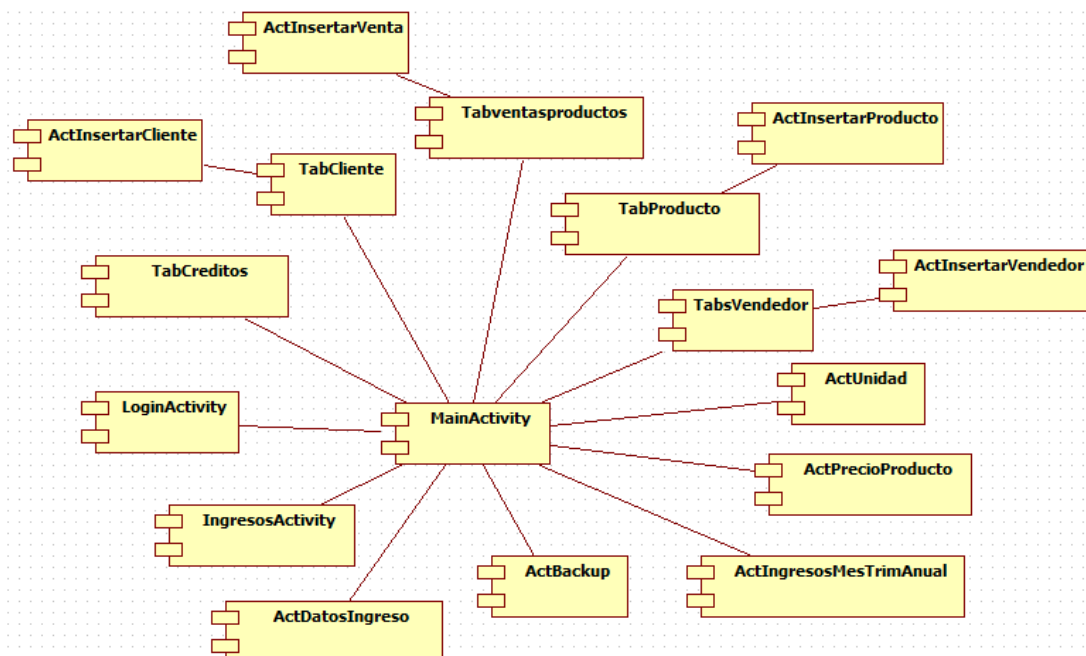 ActInsertarVenta
Tabventasproductos
ActInsertarProducto
ActInsertarCliente
TabCliente
TabProducto
TabCreditos
ActInsertarVendedor
TabsVendedor
ActUnidad
LoginActivity
MainActivity
ActPrecioProducto
IngresosActivity
ActBackup
ActIngresosMesTrimAnual
ActDatosIngreso